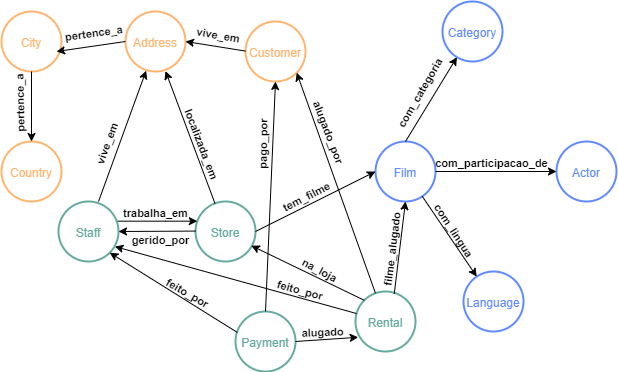 City
pertence_a
Address
vive_em
Customer
Category
pertence_a
Country
vive_em
localizada_em
pago_por
alugado_por
com_categoria
Film
com_participacao_de
Actor
tem_filme
Staff
trabalha_em
gerido_por
Store
na_loja
filme_alugado
com_lingua
Language
feito_por
feito_por
Payment
alugado
Rental